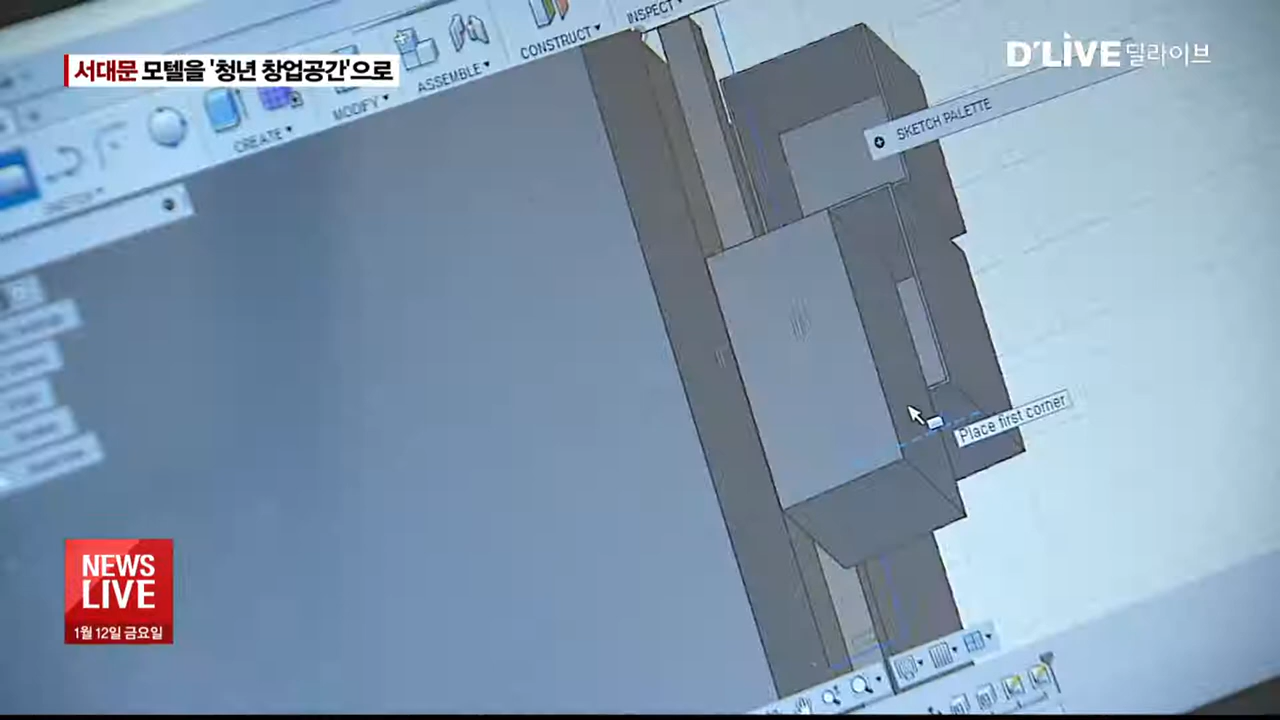 INSPECT
CONSTRUCT
서대문 모텔을 '청년 창업공간'으로
D'LIVE 딜라이브
ASSEMBLE
MODIFY
CREATE
SKETCH PALETTE
Place first corner
NEWS
LIVE
1월 12일 금요일